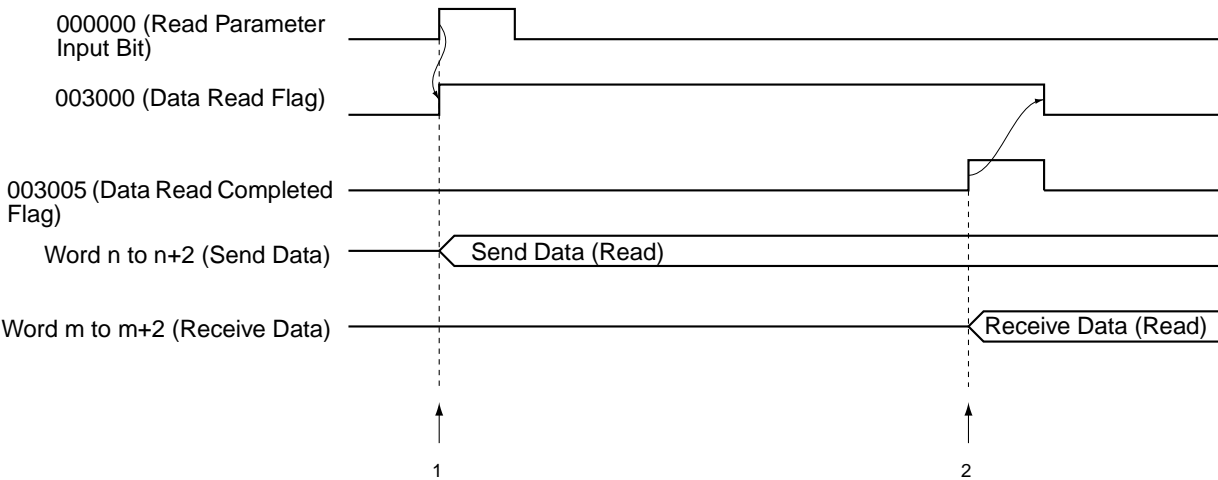 000000 (Read Parameter
Input Bit)
003000 (Data Read Flag)
003005 (Data Read Completed
Flag)
Word n to n+2 (Send Data)
Send Data (Read)
Word m to m+2 (Receive Data)
Receive Data (Read)
1
2